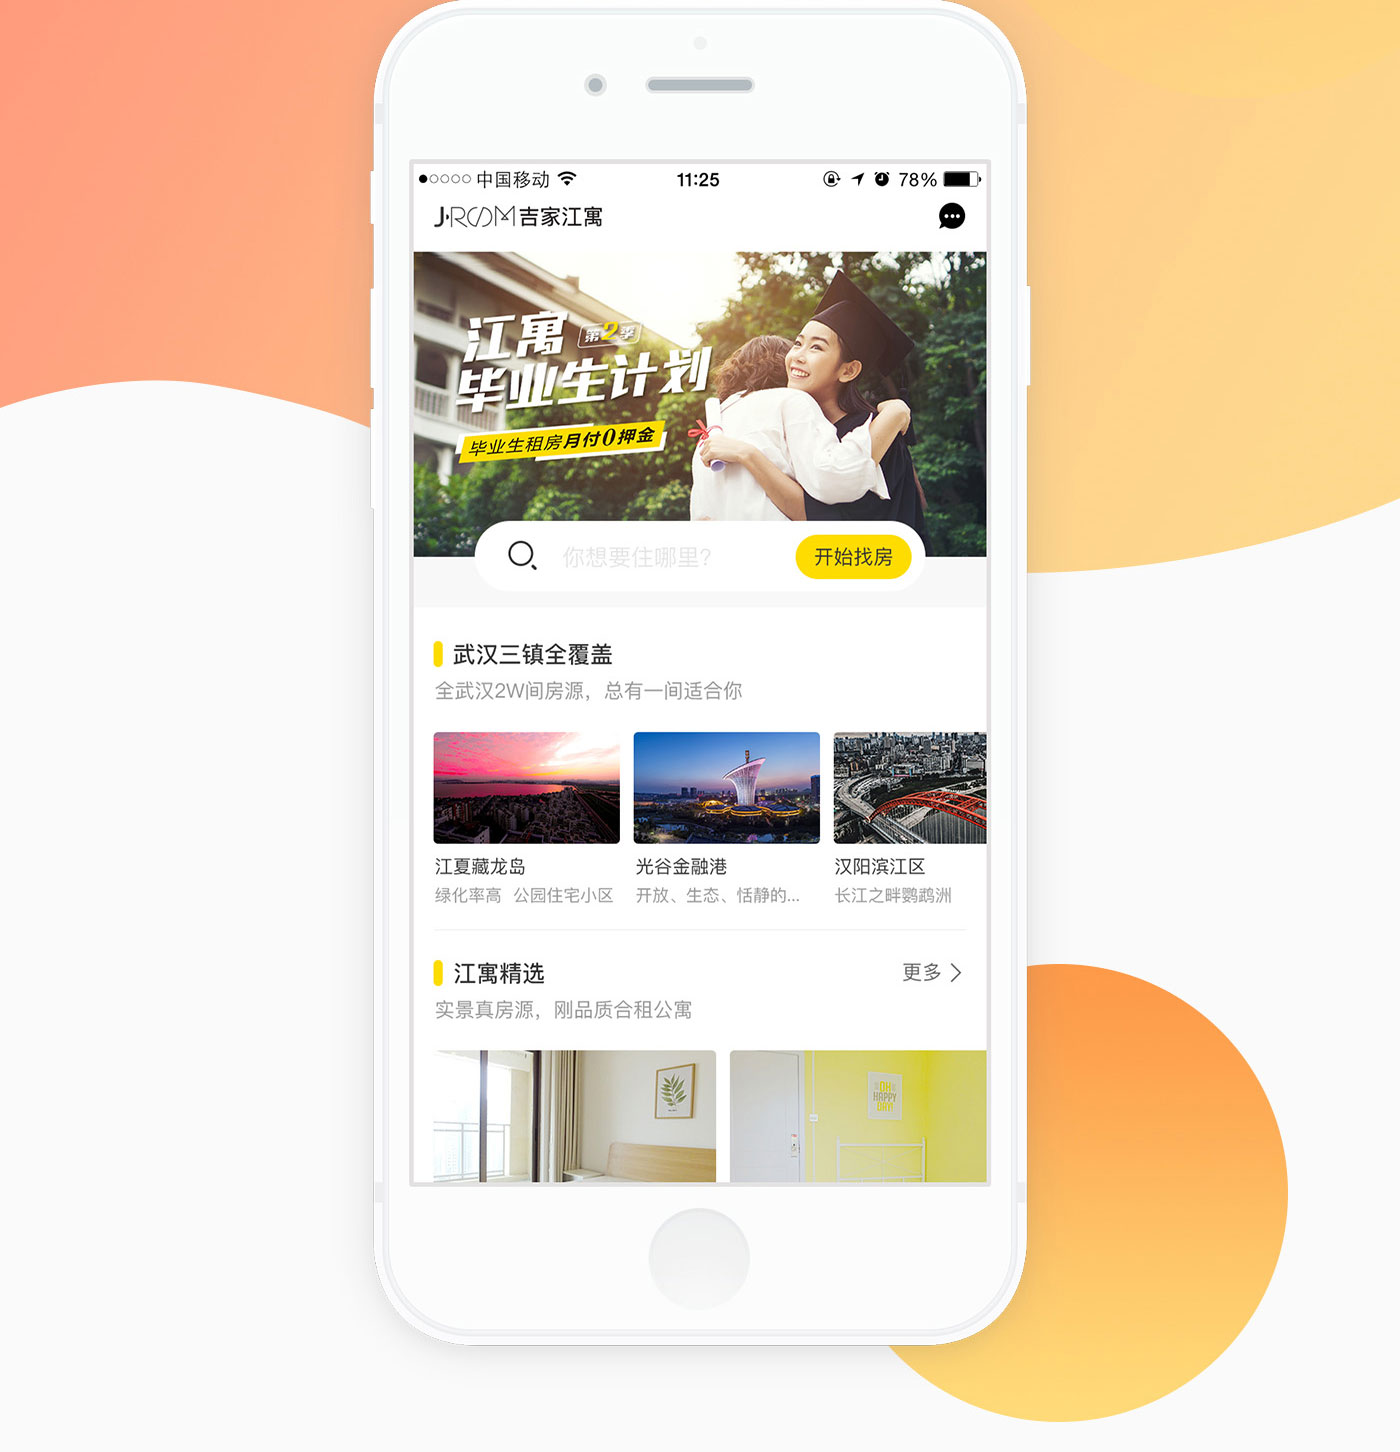 中国移动 11:25 78%
J·ROOM吉家江寓
江寓 第2季
毕业生计划
毕业生租房月付0押金
你想要住哪里?
开始找房
武汉三镇全覆盖
全武汉2W间房源，总有一间适合你
江夏藏龙岛
绿化率高 公园住宅小区
光谷金融港
开放、生态、恬静的...
汉阳滨江区
长江之畔鹦鹉洲
江寓精选
更多
实景真房源，刚品质合租公寓
OH
HAPPY
DAY!